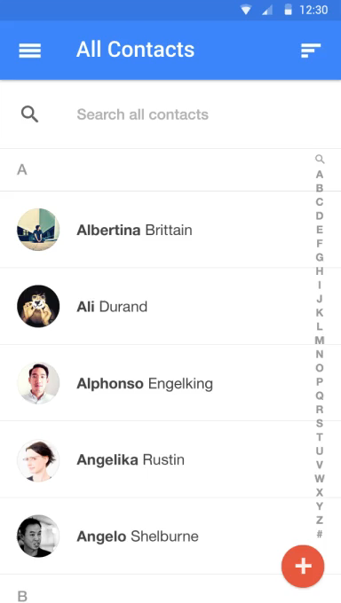 12:30
All Contacts
Search all contacts
A
Albertina Brittain
Ali Durand
Alphonso Engelking
Angelika Rustin
Angelo Shelburne
B
A
B
C
D
E
F
G
H
I
J
K
L
M
N
O
P
Q
R
S
T
U
V
W
X
Y
Z
#